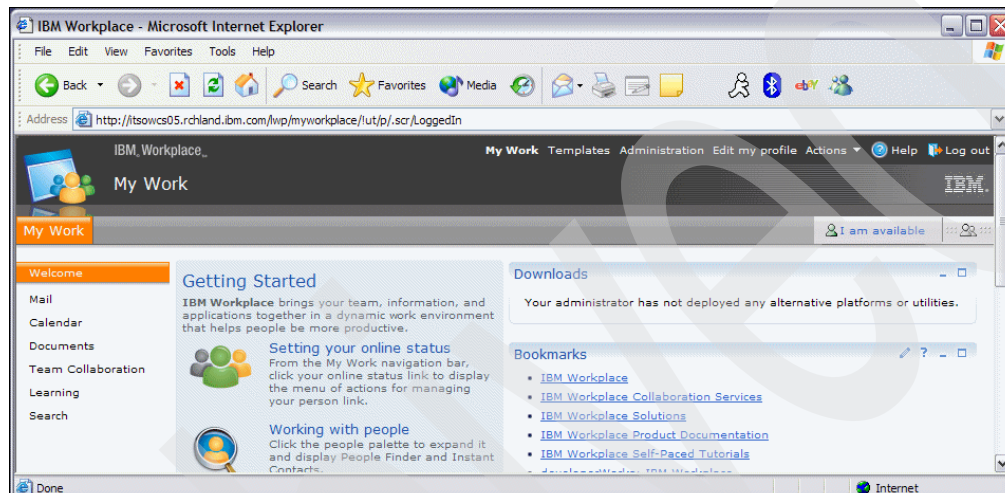 IBM Workplace - Microsoft Internet Explorer
File Edit View Favorites Tools Help
Back Search Favorites Media ebY
Address http://itsowcs05.rchland.ibm.com/lwp/myworkplace/!ut/p/.scr/LoggedIn
IBM_Workplace_ My Work Templates Administration Edit my profile Actions Help Log out
My Work IBM.
My Work I am available
Welcome
Mail
Calendar
Documents
Team Collaboration
Learning
Search
Getting Started
IBM Workplace brings your team, information, and
applications together in a dynamic work environment
that helps people be more productive.
Setting your online status
From the My Work navigation bar,
click your online status link to display
the menu of actions for managing
your person link.
Working with people
Click the people palette to expand it
and display People Finder and Instant
Contacts.
Downloads
Your administrator has not deployed any alternative platforms or utilities.
Bookmarks ?
IBM Workplace
IBM Workplace Collaboration Services
IBM Workplace Solutions
IBM Workplace Product Documentation
IBM Workplace Self-Paced Tutorials
developerWorks: IBM Workplace
Done Internet